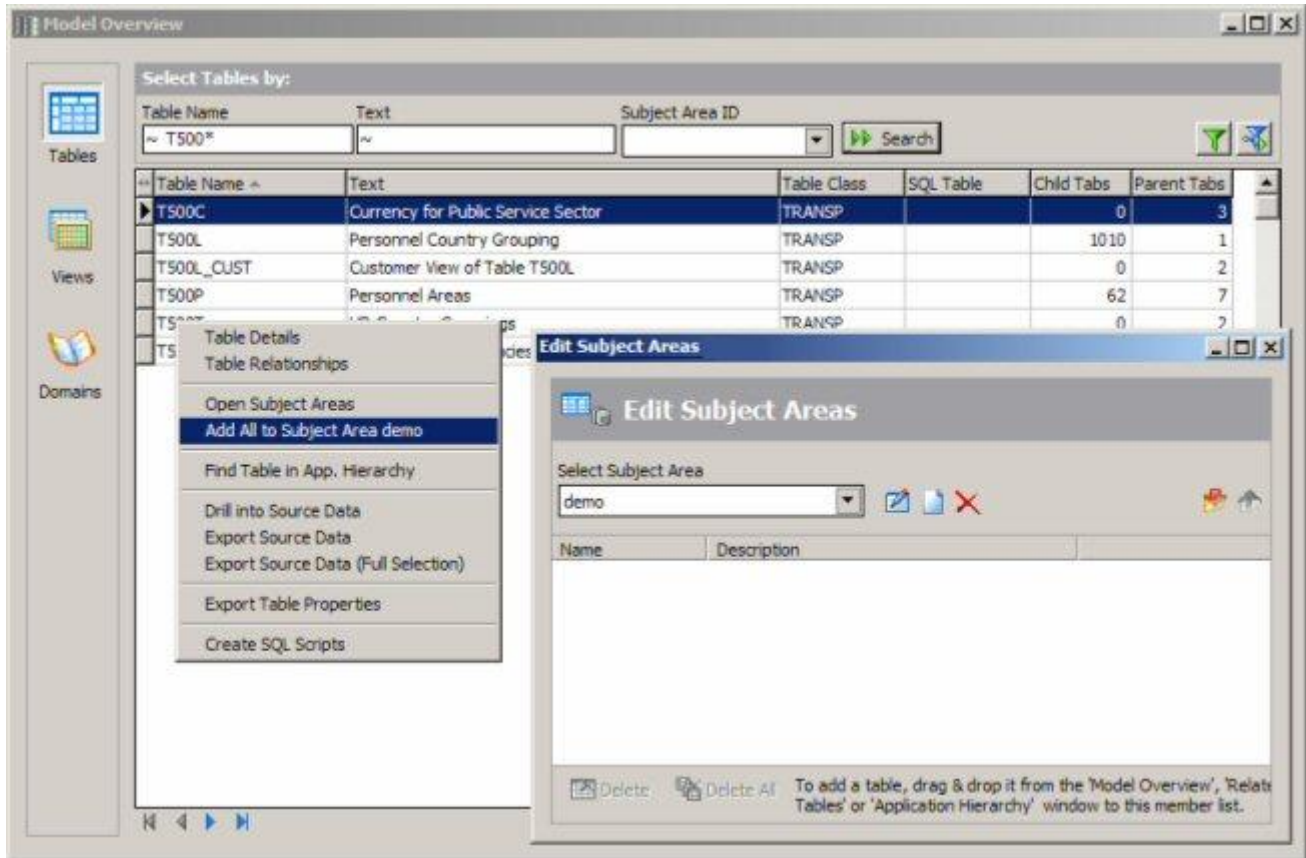 Model Overview
Select Tables by:
Table Name Text Subject Area ID
~ T500* ~ Search
Tables
Table Name Text Table Class SQL Table Child Tabs Parent Tabs
T500C Currency for Public Service Sector TRANSP 0 3
T500L Personnel Country Grouping TRANSP 1010 1
T500L_CUST Customer View of Table T500L TRANSP 0 2
Views
T500P Personnel Areas TRANSP 62 7
TRANSP 0 2
Domains
Table Details
Table Relationships
Open Subject Areas
Add All to Subject Area demo
Find Table in App. Hierarchy
Drill into Source Data
Export Source Data
Export Source Data (Full Selection)
Export Table Properties
Create SQL Scripts
Edit Subject Areas
Edit Subject Areas
Select Subject Area
demo
Name Description
Delete Delete All To add a table, drag & drop it from the 'Model Overview', 'Relate
Tables' or 'Application Hierarchy' window to this member list.